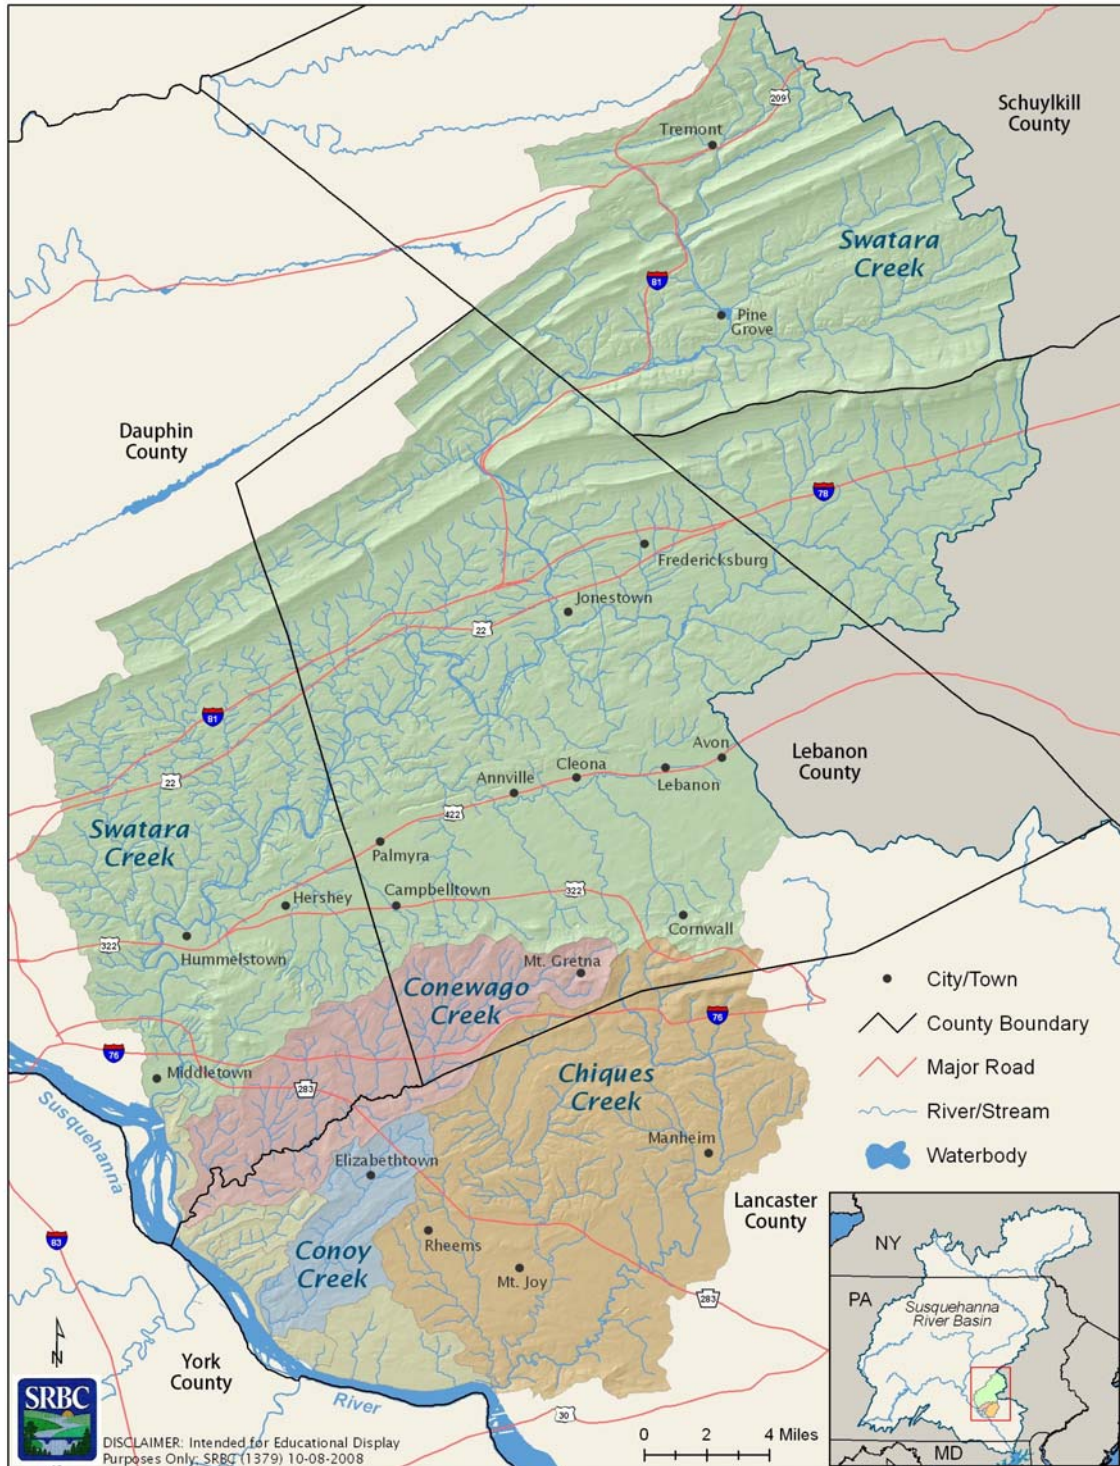 209
Schuylkill
County
Tremont
Swatara
Creek
81
Pine
Grove
Dauphin
County
78
Fredericksburg
Jonestown
22
81
Avon
Lebanon
County
Cleona
Lebanon
Annville
22
422
Swatara
Creek
Palmyra
322
Hershey
Campbelltown
Cornwall
322
Hummelstown
Mt. Gretna
Conewago
Creek
76
76
Middletown
283
Chiques
Creek
Susquehanna
Manheim
Elizabethtown
Lancaster
County
83
Rheems
Conoy
Creek
Mt. Joy
283
York
County
River
30
N
City/Town
County Boundary
Major Road
River/Stream
Waterbody
NY
PA
Susquehanna
River Basin
MD
0 2 4 Miles
SRBC
DISCLAIMER: Intended for Educational Display
Purposes Only; SRBC (1379) 10-08-2008